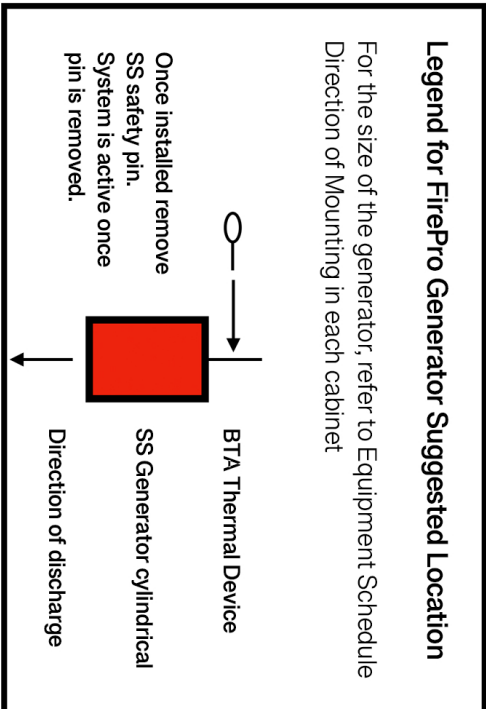 Legend for FirePro Generator Suggested Location
For the size of the generator, refer to Equipment Schedule
Direction of Mounting in each cabinet
Once installed remove
SS safety pin.
System is active once
pin is removed.
BTA Thermal Device
SS Generator cylindrical
Direction of discharge